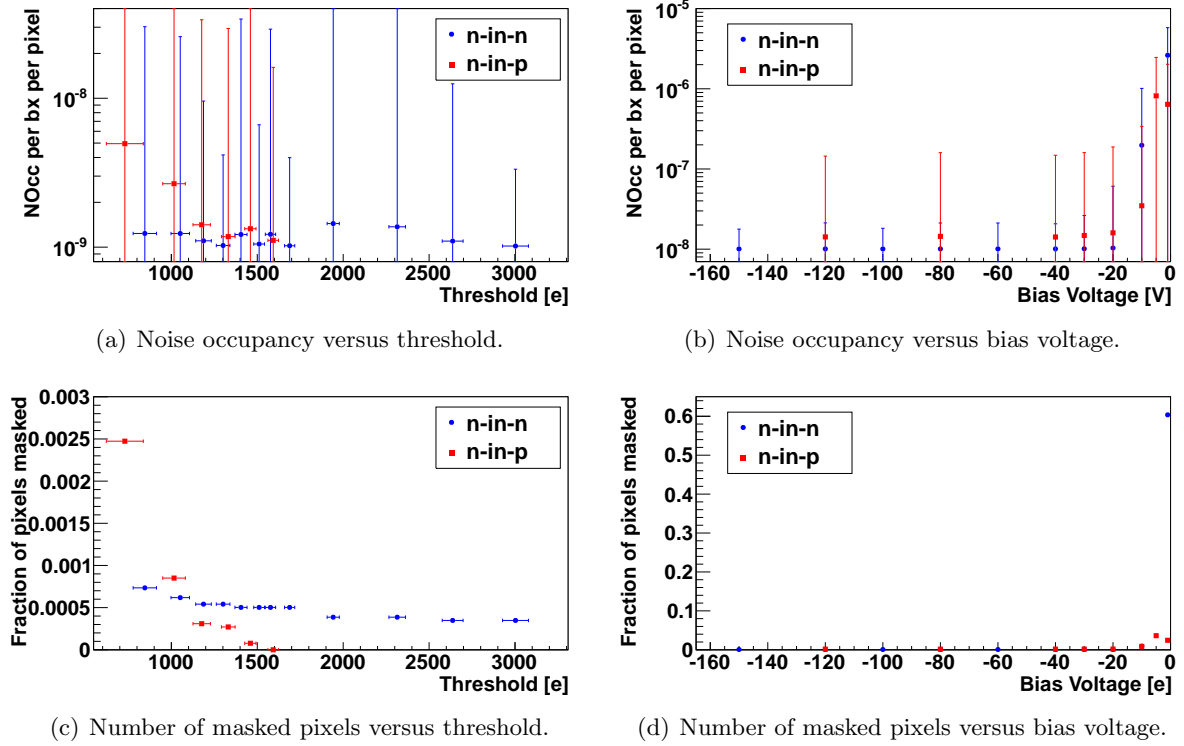 NOcc per bx per pixel
10^-8
10^-9
n-in-n
n-in-p
1000 1500 2000 2500 3000
Threshold [e]
(a) Noise occupancy versus threshold.
NOcc per bx per pixel
10^-5
10^-6
10^-7
10^-8
n-in-n
n-in-p
-160 -140 -120 -100 -80 -60 -40 -20 0
Bias Voltage [V]
(b) Noise occupancy versus bias voltage.
Fraction of pixels masked
0.003
0.0025
0.002
0.0015
0.001
0.0005
0
n-in-n
n-in-p
1000 1500 2000 2500 3000
Threshold [e]
(c) Number of masked pixels versus threshold.
Fraction of pixels masked
0.6
0.5
0.4
0.3
0.2
0.1
0
n-in-n
n-in-p
-160 -140 -120 -100 -80 -60 -40 -20 0
Bias Voltage [e]
(d) Number of masked pixels versus bias voltage.